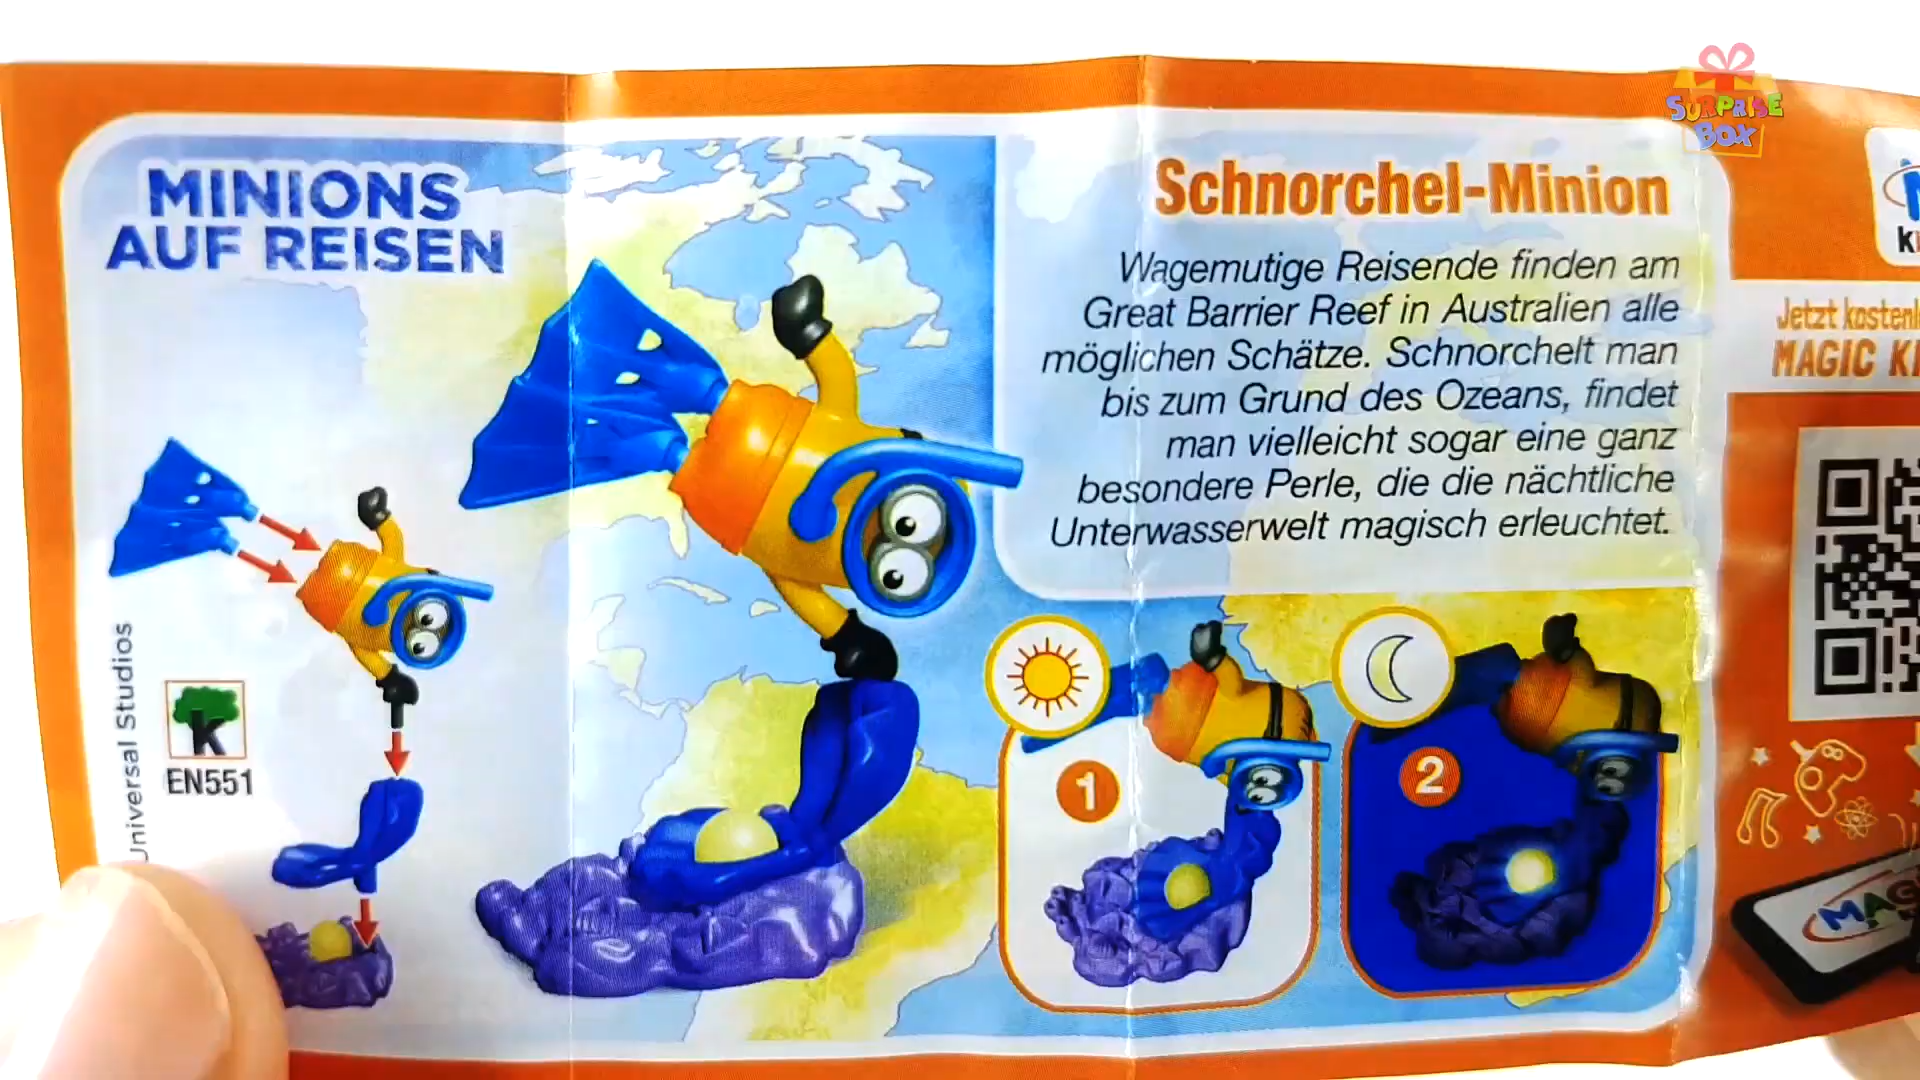 SURPRISE
BOX
MINIONS
AUF REISEN
Schnorchel-Minion
Wagemutige Reisende finden am
Great Barrier Reef in Australien alle
möglichen Schätze. Schnorchelt man
bis zum Grund des Ozeans, findet
man vielleicht sogar eine ganz
besondere Perle, die die nächtliche
Unterwasserwelt magisch erleuchtet.
Jetzt
MAGIC
Universal Studios
K
EN551
1
2